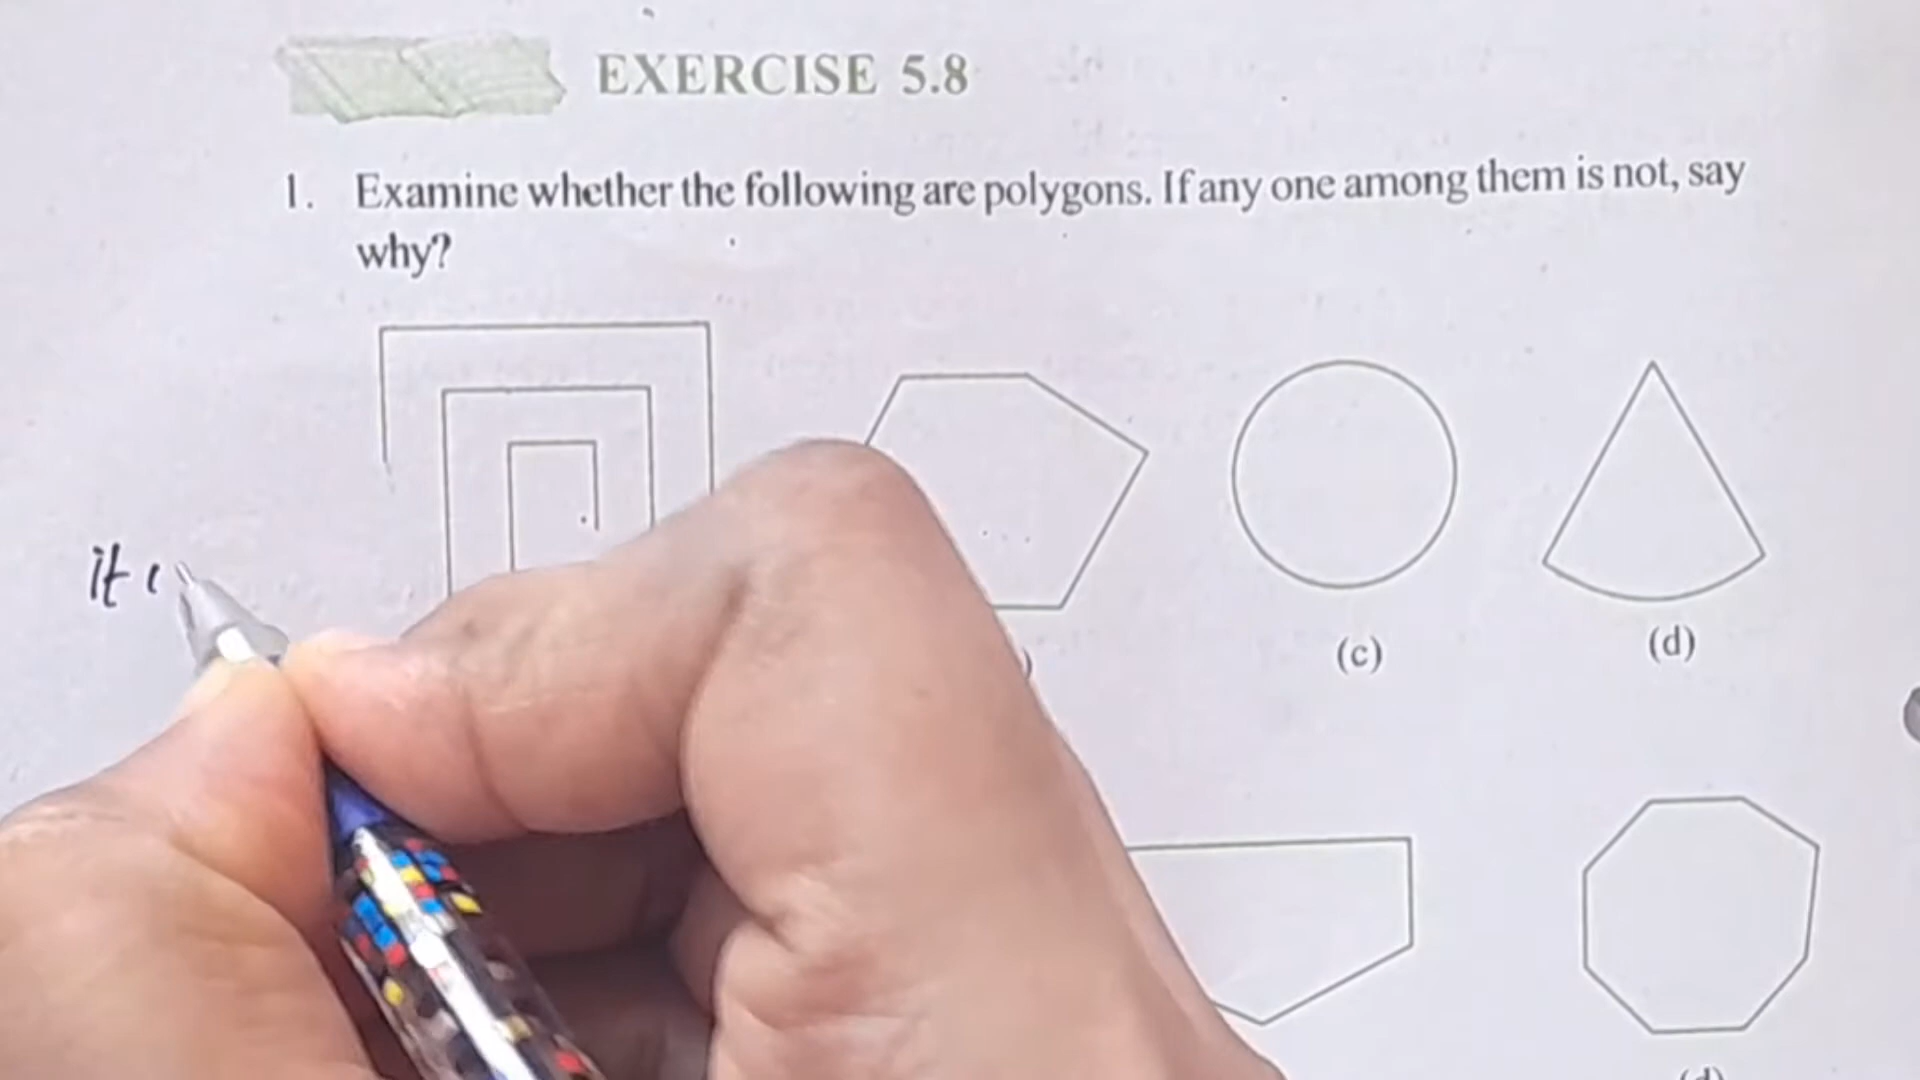 EXERCISE 5.8
1. Examine whether the following are polygons. If any one among them is not, say
why?
it
(c)
(d)
(d)